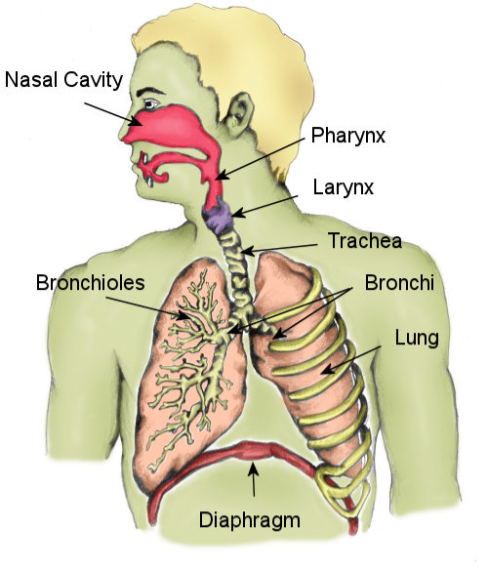 Nasal Cavity
Pharynx
Larynx
Trachea
Bronchioles
Bronchi
Lung
Diaphragm